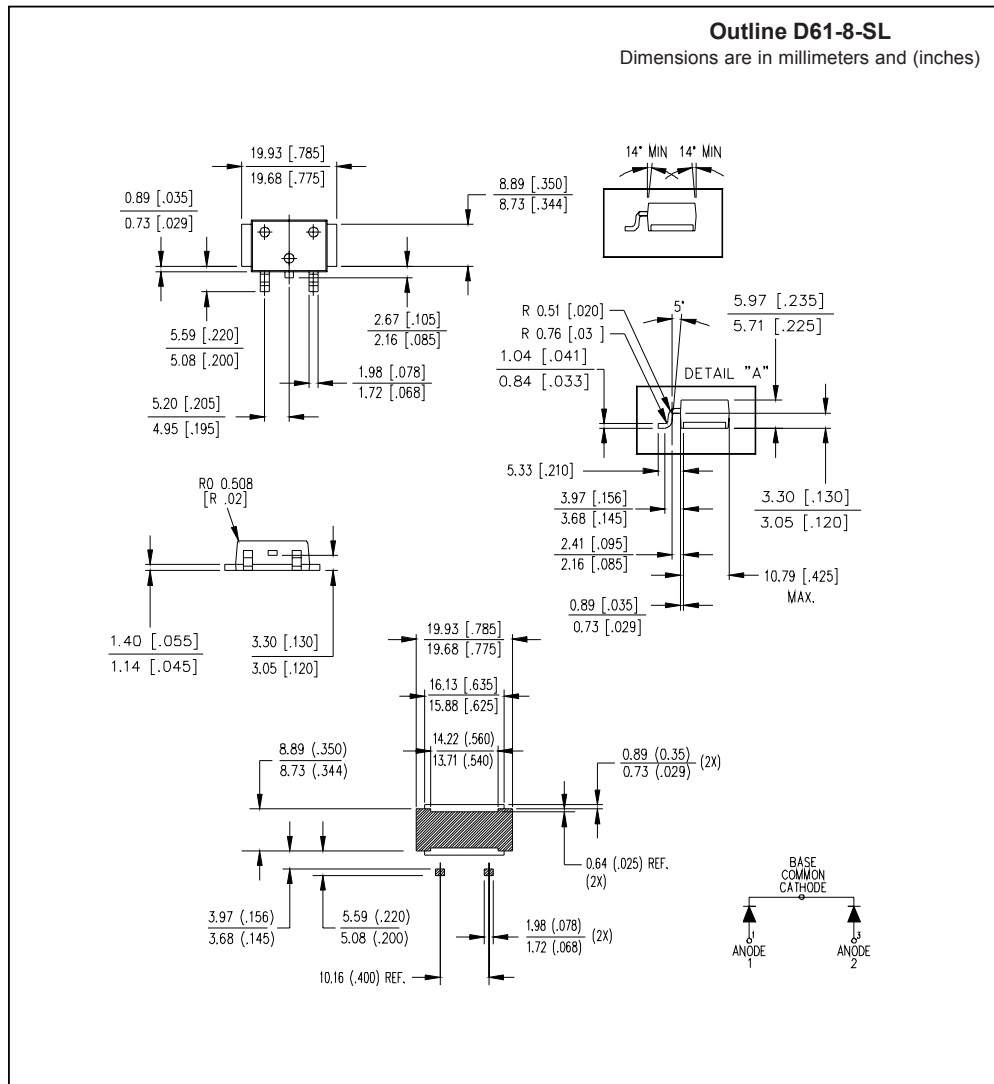 Outline D61-8-SL
Dimensions are in millimeters and (inches)
19.93 [.785]
19.68 [.775]
0.89 [.035]
0.73 [.029]
8.89 [.350]
8.73 [.344]
5.59 [.220]
5.08 [.200]
2.67 [.105]
2.16 [.085]
1.98 [.078]
1.72 [.068]
5.20 [.205]
4.95 [.195]
14° MIN 14° MIN
R 0.51 [.020]
R 0.76 [.03
5°
5.97 [.235]
5.71 [.225]
1.04 [.041]
0.84 [.033]
DETAIL "A"
5.33 [.210]
3.97 [.156]
3.68 [.145]
3.30 [.130]
3.05 [.120]
2.41 [.095]
2.16 [.085]
10.79 [.425]
MAX.
0.89 [.035]
0.73 [.029]
R0 0.508
[R .02]
1.40 [.055]
1.14 [.045]
3.30 [.130]
3.05 [.120]
19.93 [.785]
19.68 [.775]
16.13 [.635]
15.88 [.625]
14.22 (.560)
13.71 (.540)
8.89 (.350)
8.73 (.344)
0.89 (0.35) (2X)
0.73 (.029)
0.64 (.025) REF.
(2X)
3.97 (.156)
3.68 (.145)
5.59 (.220)
5.08 (.200)
1.98 (.078) (2X)
1.72 (.068)
10.16 (.400) REF.
BASE
COMMON
CATHODE
1
3
ANODE
1
ANODE
2